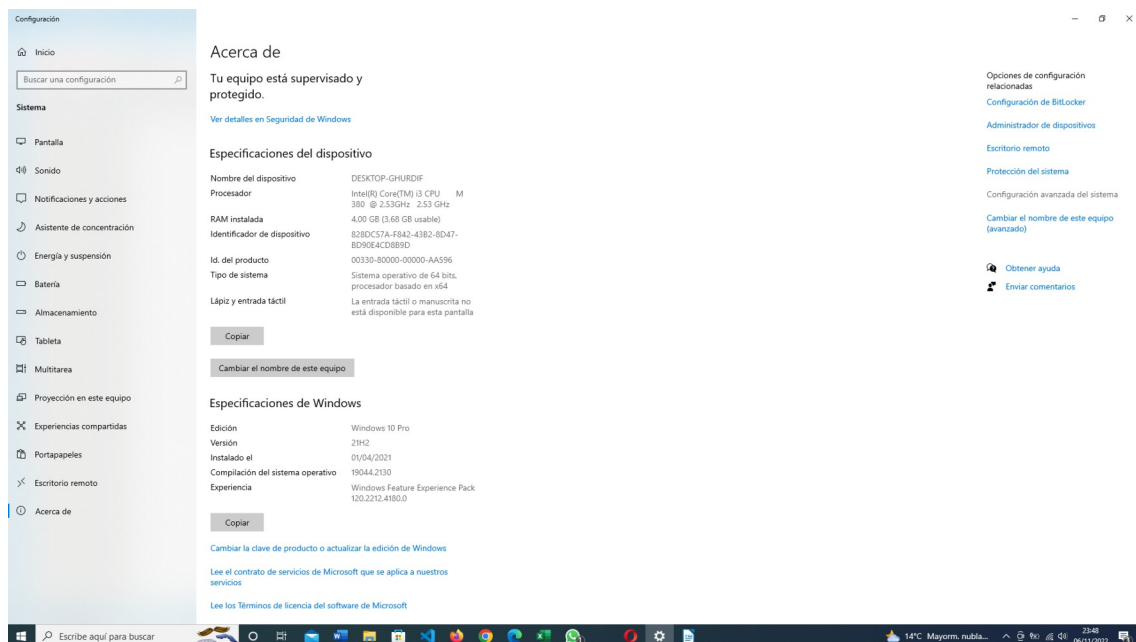 Configuración
Inicio
Buscar una configuración
Sistema
Pantalla
Sonido
Notificaciones y acciones
Asistente de concentración
Energía y suspensión
Batería
Almacenamiento
Tableta
Multitarea
Proyección en este equipo
Experiencias compartidas
Portapapeles
Escritorio remoto
Acerca de
Acerca de
Tu equipo está supervisado y
protegido.
Ver detalles en Seguridad de Windows
Especificaciones del dispositivo
Nombre del dispositivo DESKTOP-GHURDIF
Procesador Intel(R) Core(TM) i3 CPU M
380 @ 2.53GHz 2.53 GHz
RAM instalada 4,00 GB (3,68 GB usable)
Identificador de dispositivo 828DC57A-F842-43B2-8D47-
BD90E4CD8B9D
Id. del producto 00330-80000-00000-AA596
Tipo de sistema Sistema operativo de 64 bits,
procesador basado en x64
Lápiz y entrada táctil La entrada táctil o manuscrita no
está disponible para esta pantalla
Copiar
Cambiar el nombre de este equipo
Especificaciones de Windows
Edición Windows 10 Pro
Versión 21H2
Instalado el 01/04/2021
Compilación del sistema operativo 19044.2130
Experiencia Windows Feature Experience Pack
120.2212.4180.0
Copiar
Cambiar la clave de producto o actualizar la edición de Windows
Lee el contrato de servicios de Microsoft que se aplica a nuestros
servicios
Lee los Términos de licencia del software de Microsoft
Opciones de configuración
relacionadas
Configuración de BitLocker
Administrador de dispositivos
Escritorio remoto
Protección del sistema
Configuración avanzada del sistema
Cambiar el nombre de este equipo
(avanzado)
Obtener ayuda
Enviar comentarios
Escribe aquí para buscar
14°C Mayorm. nubla...
23:48
06/11/2022